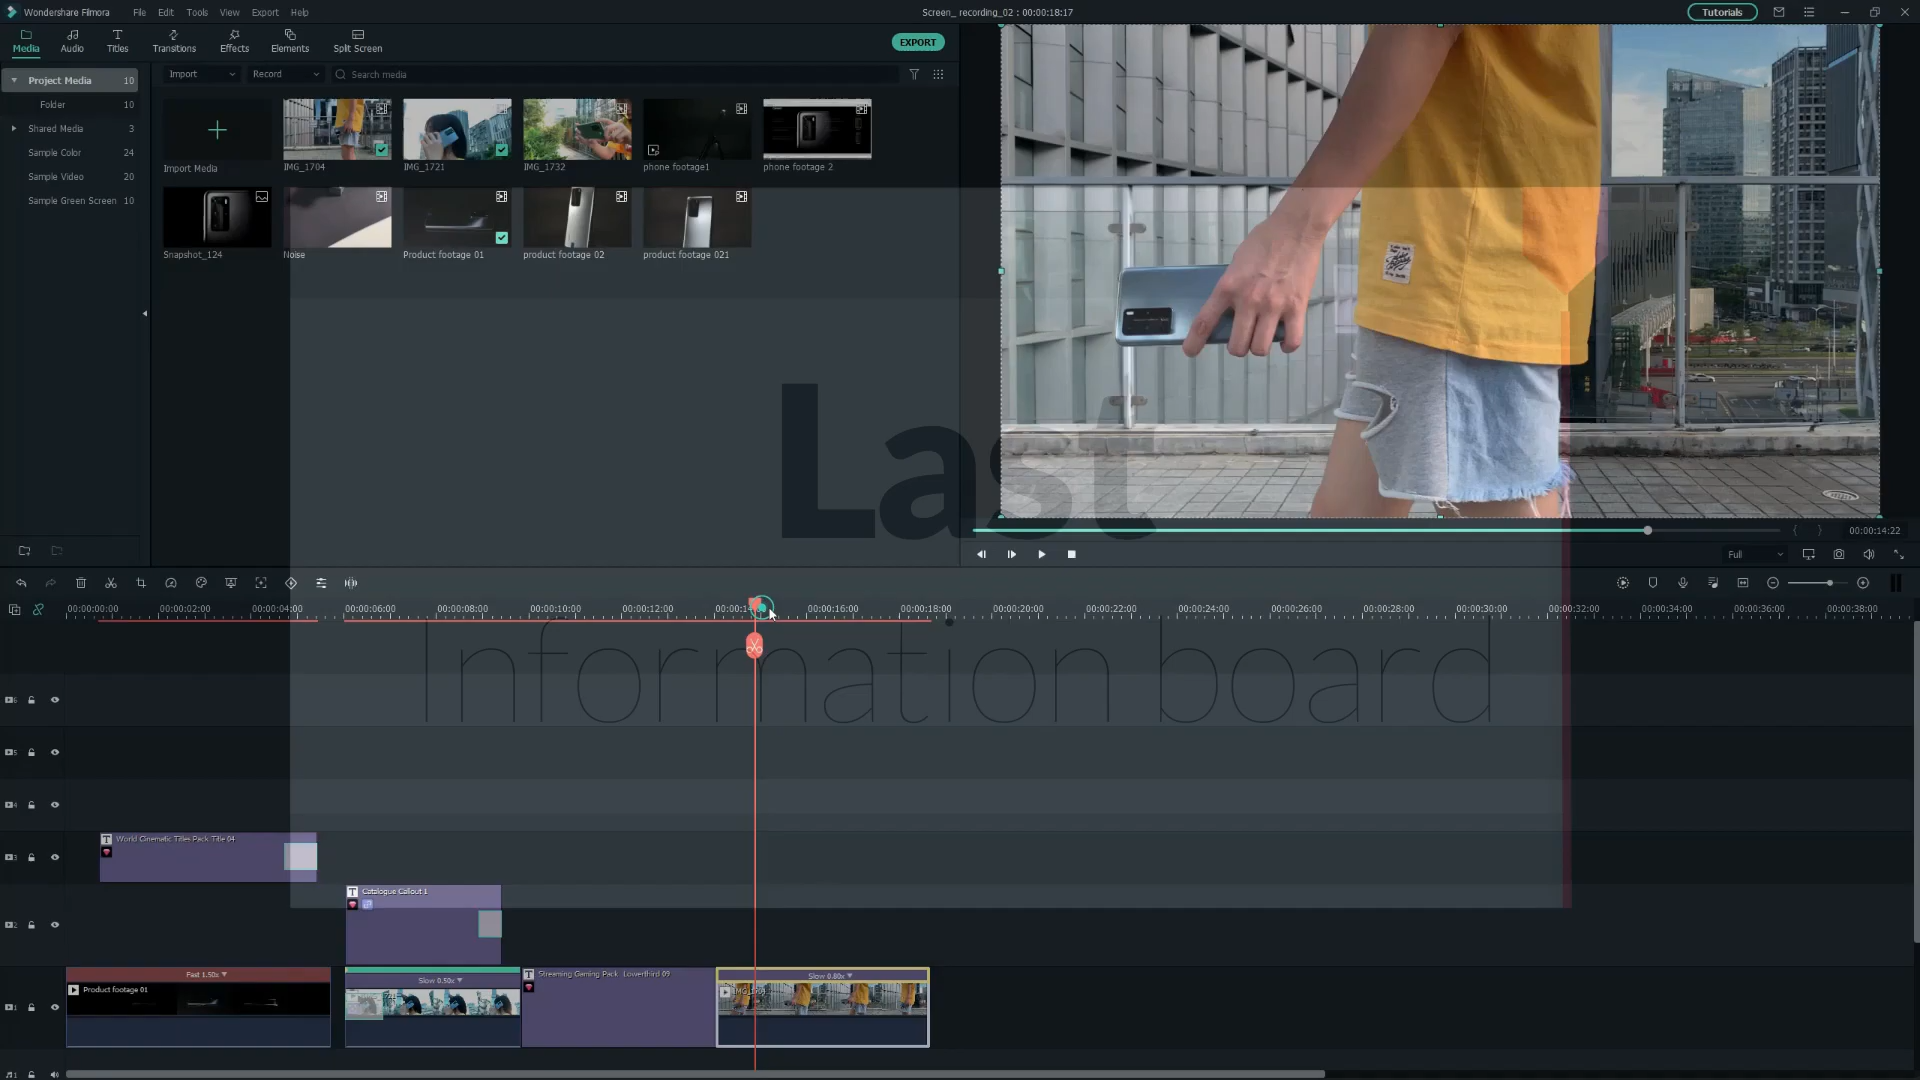 Wondershare Filmora File Edit Tools View Export Help
Screen_ recording_02 : 00:00:18:17
Tutorials
Media Audio Titles Transitions Effects Elements Split Screen
EXPORT
Project Media 10
Folder 10
Shared Media 3
Sample Color 24
Sample Video 20
Sample Green Screen 10
Import Record Search media
Import Media IMG_1704 IMG_1721 IMG_1732 phone footage1 phone footage 2
Snapshot_124 Noise Product footage 01 product footage 02 product footage 021
Last
00:00:14:22
Full
00:00:00:00 00:00:02:00 00:00:04:00 00:00:06:00 00:00:08:00 00:00:10:00 00:00:12:00 00:00:16:00 00:00:18:00 00:00:20:00 00:00:22:00 00:00:24:00 00:00:26:00 00:00:28:00 00:00:30:00 00:00:32:00 00:00:34:00 00:00:36:00 00:00:38:00
Information board
6
5
4
3
World Cinematic Titles Pack Title 04
2
Catalogue Callout 1
1
Fast 1.50x
Product footage 01
Slow 0.50x
Streaming Gaming Pack Lowerthird 09
Slow 0.80x
1